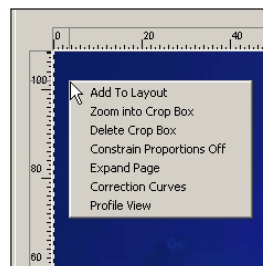 0 20 40
100
Add To Layout
Zoom into Crop Box
Delete Crop Box
Constrain Proportions Off
Expand Page
Correction Curves
80
Profile View
60